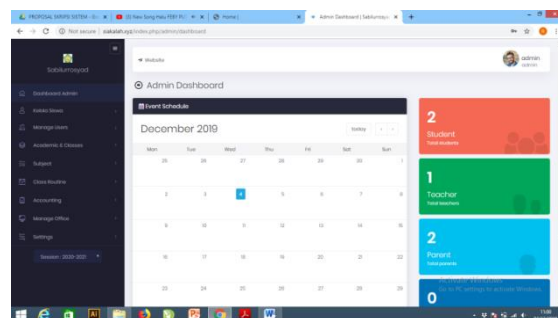 PROPOSAL SKRIPSI SISTEM
Home |
Admin Dashboard | Sabilurrosyad
Not secure | siakalah.xyz/index.php/admin/dashboard
Sabilurrosyad
Website
admin
admin
Dashboard Admin
Koleksi Siswa
Manage Users
Academic & Classes
Subject
Class Routine
Accounting
Manage Office
Settings
Session : 2020-2021
Admin Dashboard
Event Schedule
December 2019
today
Mon Tue Wed Thu Fri Sat Sun
25 26 27 28 29 30 1
2 3 4 5 6 7 8
9 10 11 12 13 14 15
16 17 18 19 20 21 22
23 24 25 26 27 28 29
2
Student
Total students
1
Teacher
Total teachers
2
Parent
Total parents
0
Activate Windows
Go to PC settings to activate Windows.